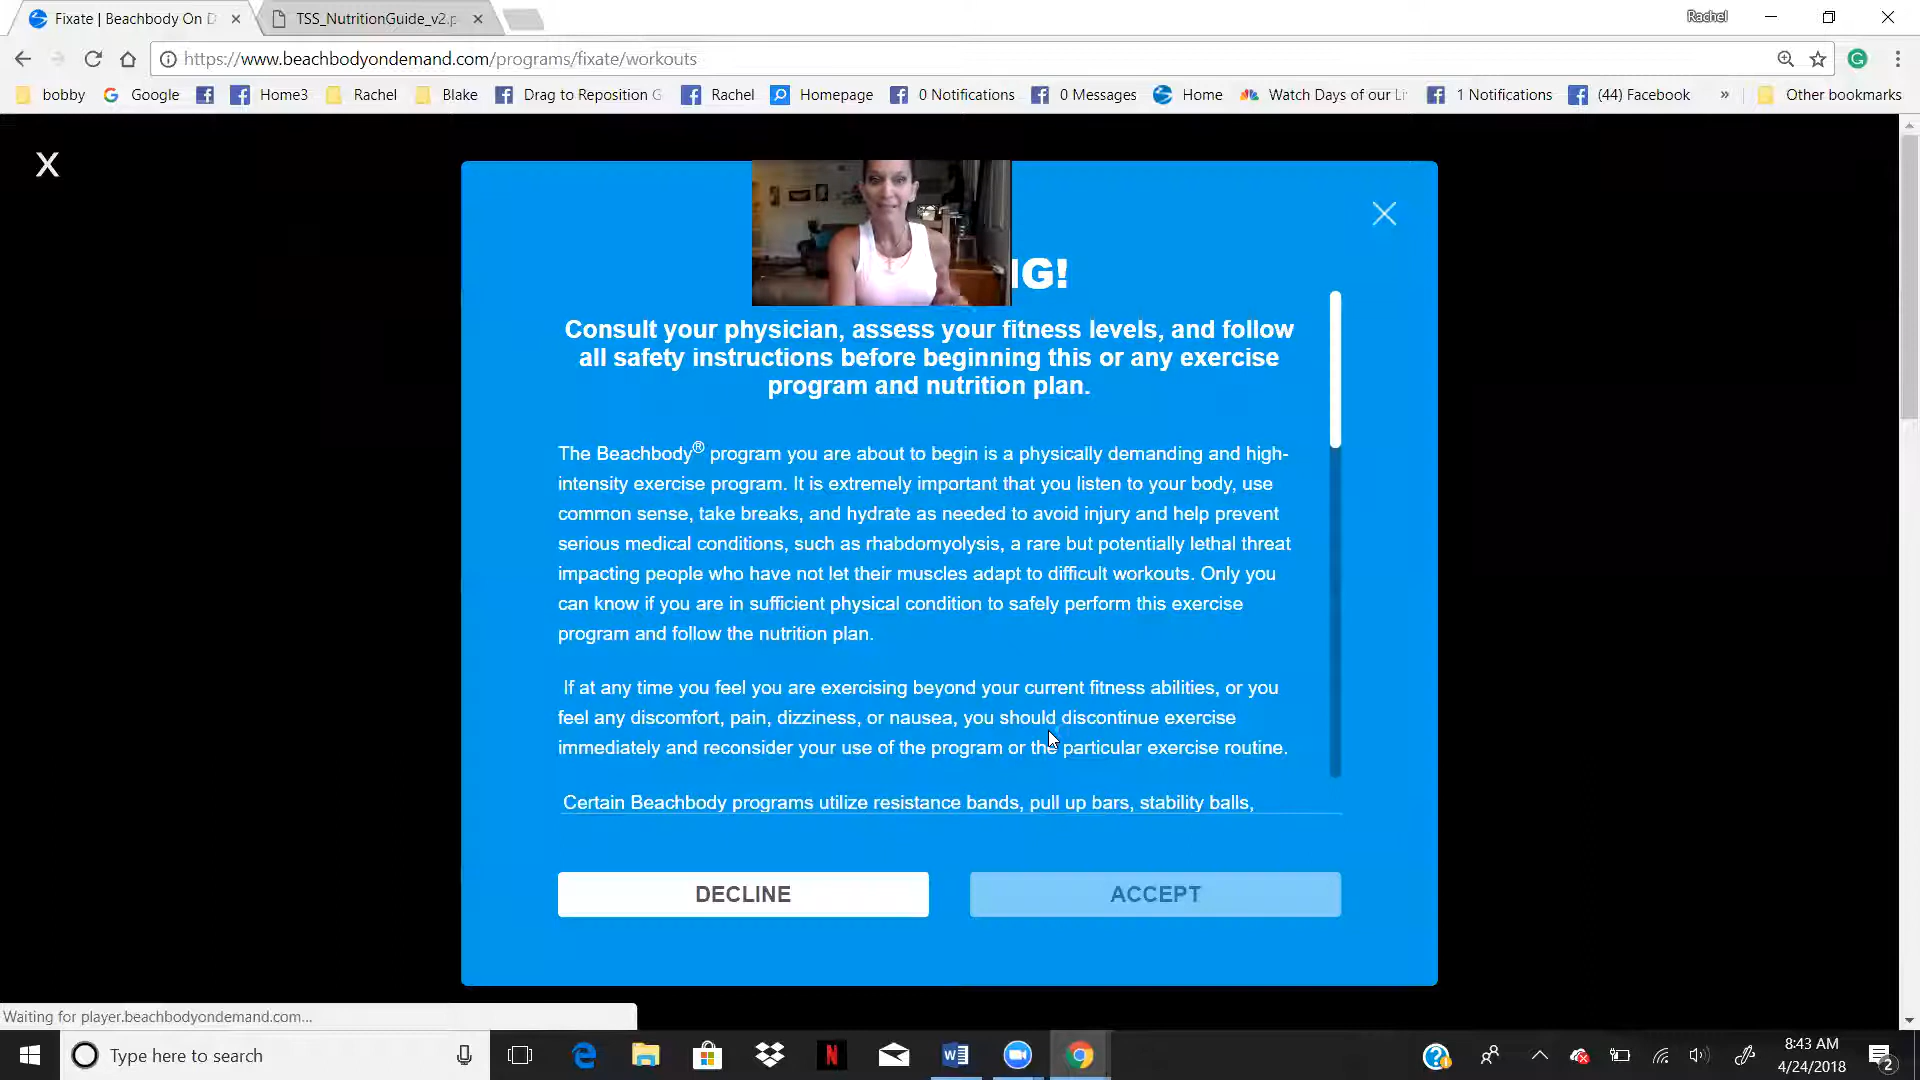 Fixate | Beachbody On D
TSS_NutritionGuide_v2.p
Rachel
https://www.beachbodyondemand.com/programs/fixate/workouts
bobby
Google
Home3
Rachel
Blake
Drag to Reposition
Rachel
Homepage
0 Notifications
0 Messages
Home
Watch Days of our Li
1 Notifications
(44) Facebook
»
Other bookmarks
X
G!
Consult your physician, assess your fitness levels, and follow
all safety instructions before beginning this or any exercise
program and nutrition plan.
The Beachbody® program you are about to begin is a physically demanding and high-
intensity exercise program. It is extremely important that you listen to your body, use
common sense, take breaks, and hydrate as needed to avoid injury and help prevent
serious medical conditions, such as rhabdomyolysis, a rare but potentially lethal threat
impacting people who have not let their muscles adapt to difficult workouts. Only you
can know if you are in sufficient physical condition to safely perform this exercise
program and follow the nutrition plan.
If at any time you feel you are exercising beyond your current fitness abilities, or you
feel any discomfort, pain, dizziness, or nausea, you should discontinue exercise
immediately and reconsider your use of the program or the particular exercise routine.
Certain Beachbody programs utilize resistance bands, pull up bars, stability balls,
DECLINE
ACCEPT
Waiting for player.beachbodyondemand.com...
Type here to search
8:43 AM
4/24/2018
2